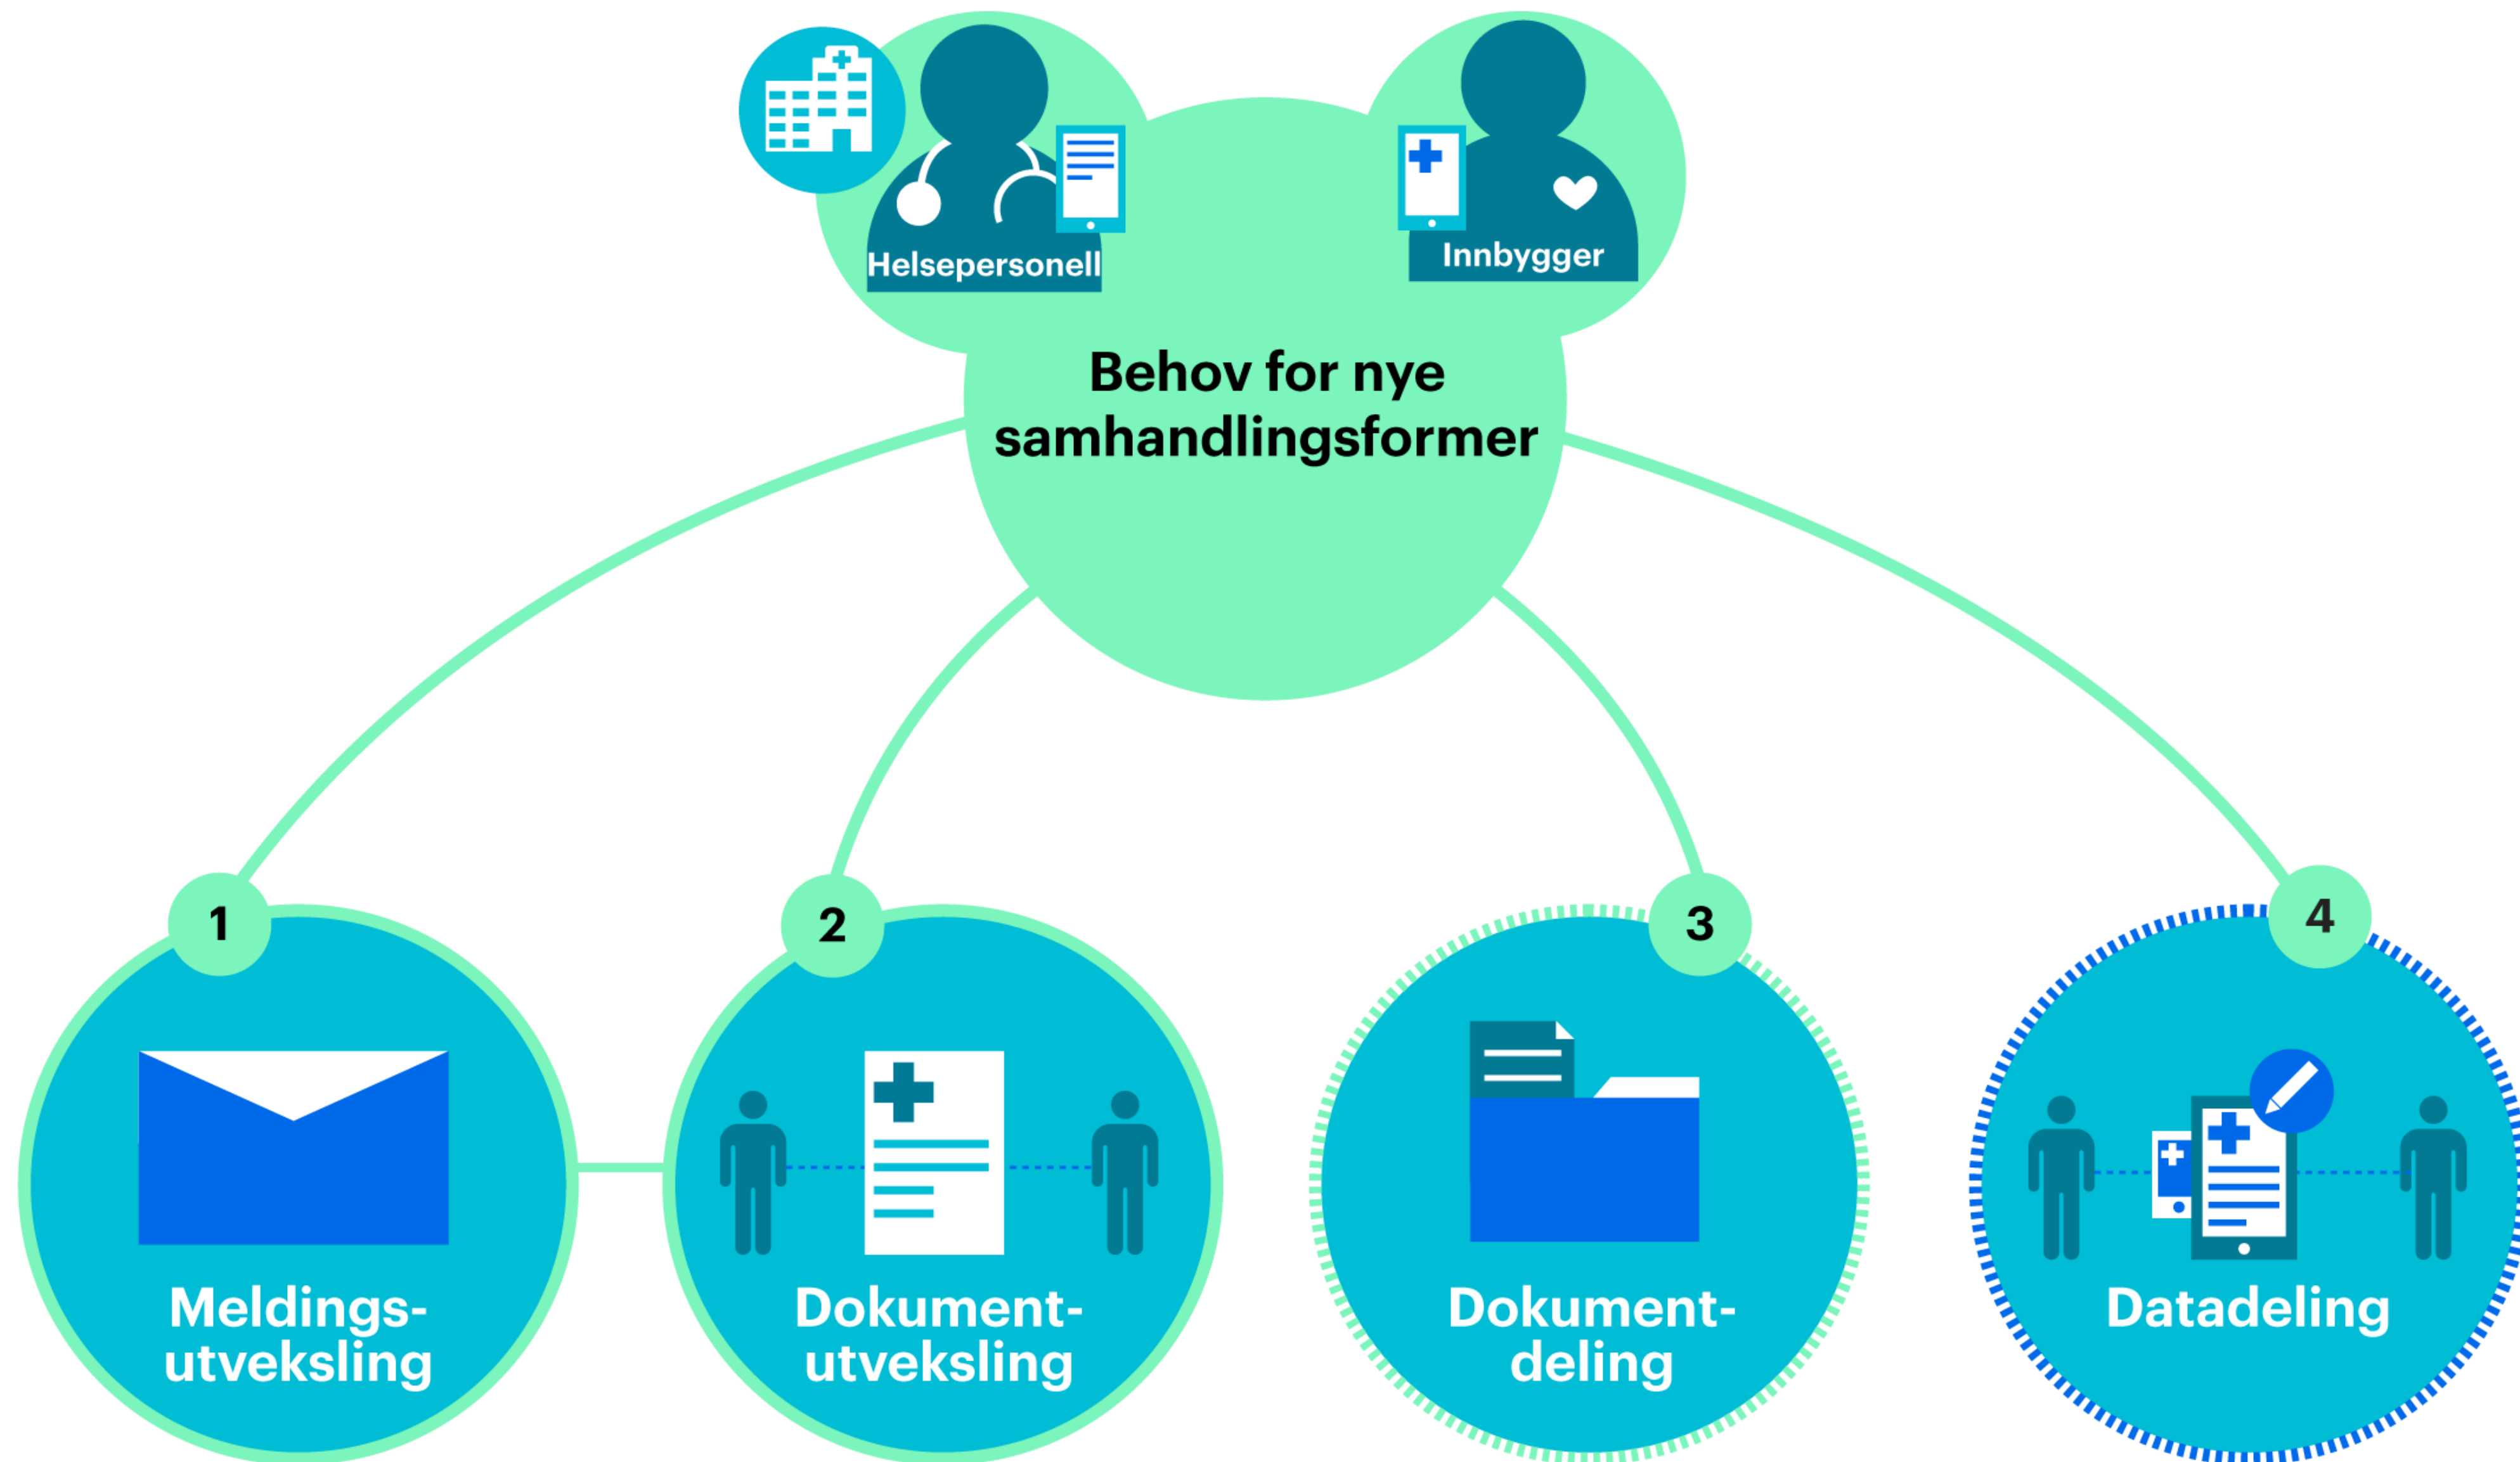 Helsepersonell
Innbygger
Behov for nye
samhandlingsformer
1
Meldings-
utveksling
2
Dokument-
utveksling
3
Dokument-
deling
4
Datadeling